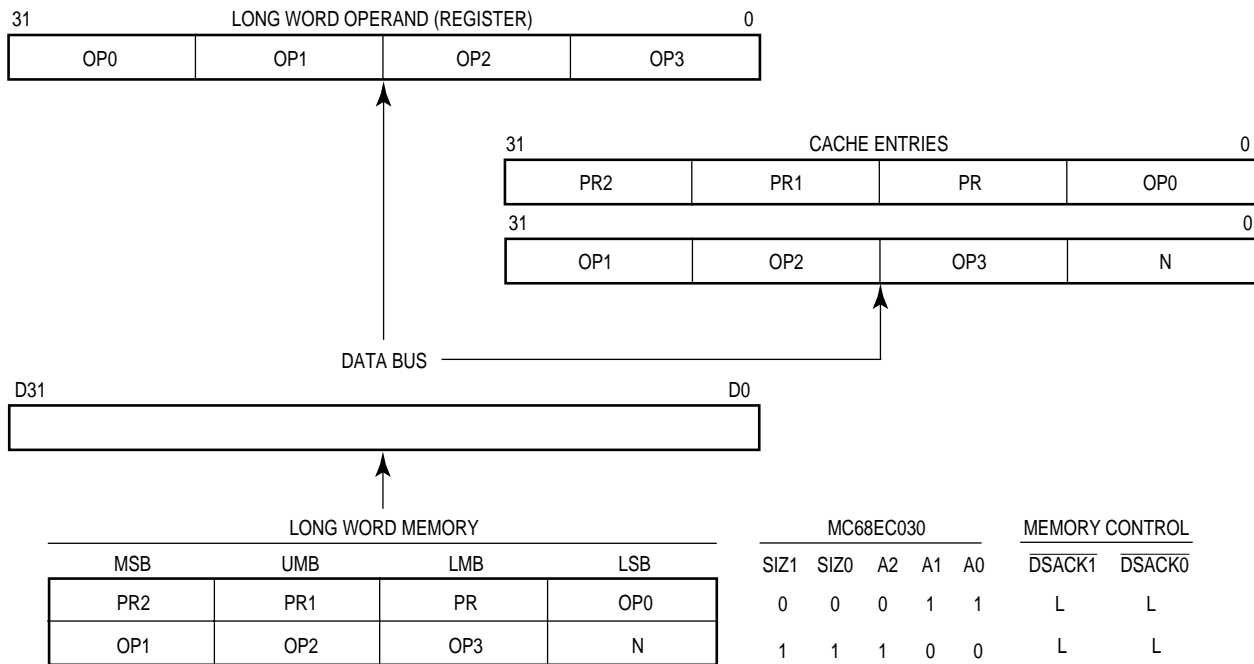 31 LONG WORD OPERAND (REGISTER) 0
OP0 OP1 OP2 OP3
31 CACHE ENTRIES 0
PR2 PR1 PR OP0
31 0
OP1 OP2 OP3 N
DATA BUS
D31 D0
LONG WORD MEMORY MC68EC030 MEMORY CONTROL
MSB UMB LMB LSB SIZ1 SIZ0 A2 A1 A0 DSACK1 DSACK0
PR2 PR1 PR OP0 0 0 0 1 1 L L
OP1 OP2 OP3 N 1 1 1 0 0 L L